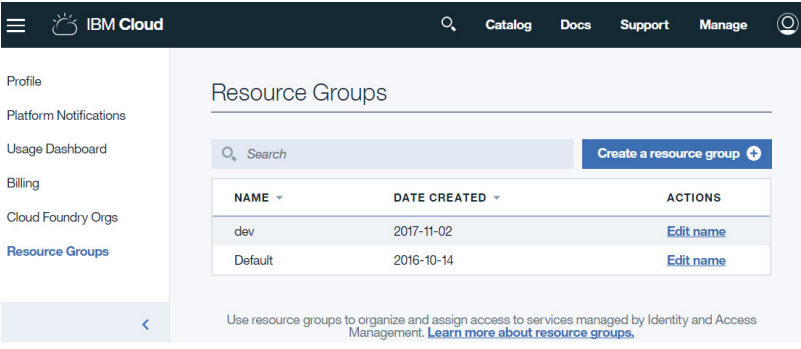 IBM Cloud
Catalog Docs Support Manage
Profile
Platform Notifications
Usage Dashboard
Billing
Cloud Foundry Orgs
Resource Groups
Resource Groups
Search
Create a resource group
NAME DATE CREATED ACTIONS
dev 2017-11-02 Edit name
Default 2016-10-14 Edit name
Use resource groups to organize and assign access to services managed by Identity and Access
Management. Learn more about resource groups.